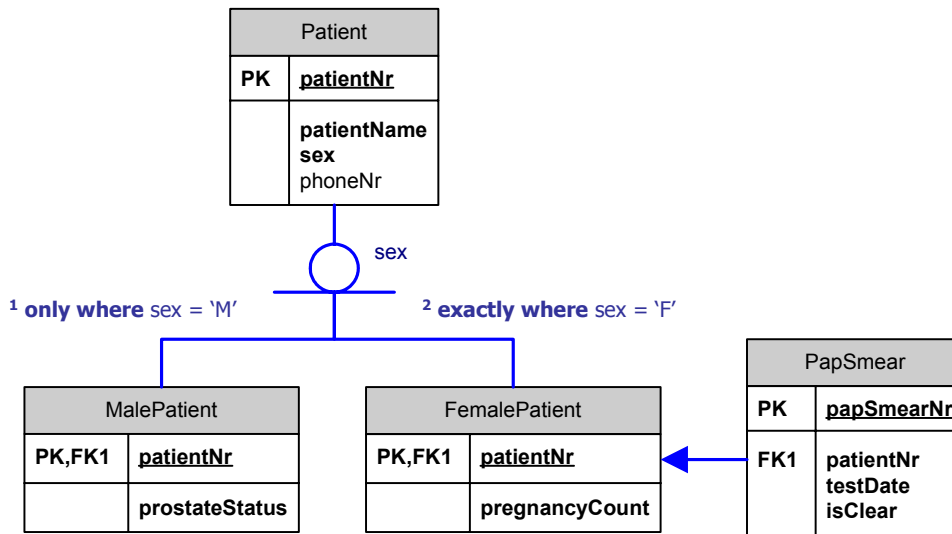 Patient
PK patientNr
patientName
sex
phoneNr
sex
1 only where sex = ‘M’
2 exactly where sex = ‘F’
MalePatient
PK,FK1 patientNr
prostateStatus
FemalePatient
PK,FK1 patientNr
pregnancyCount
PapSmear
PK papSmearNr
FK1 patientNr
testDate
isClear